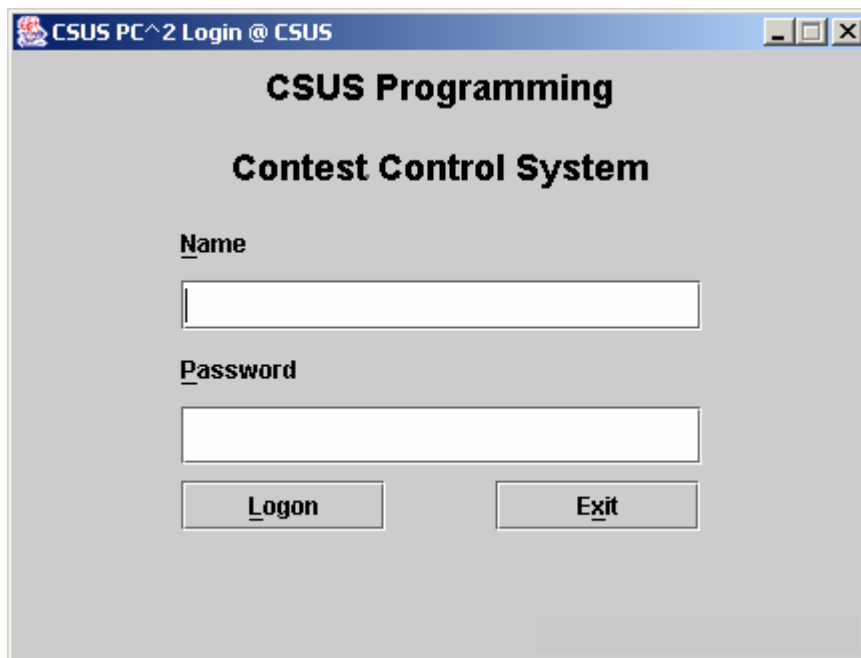 CSUS PC^2 Login @ CSUS
CSUS Programming
Contest Control System
Name
Password
Logon Exit